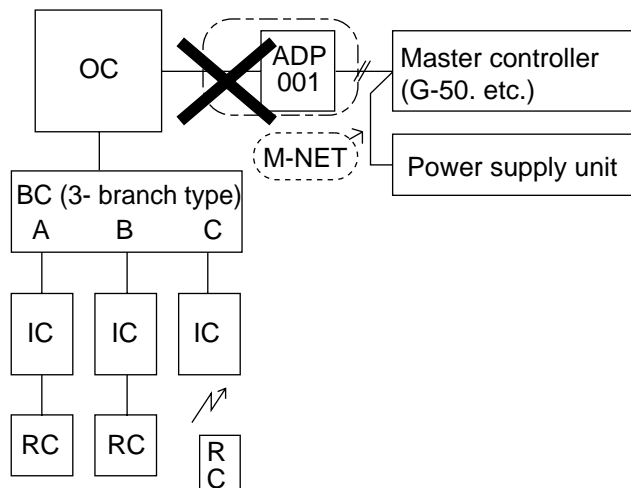 OC
ADP
001
Master controller
(G-50. etc.)
M-NET
Power supply unit
BC (3- branch type)
A B C
IC IC IC
RC RC R
C